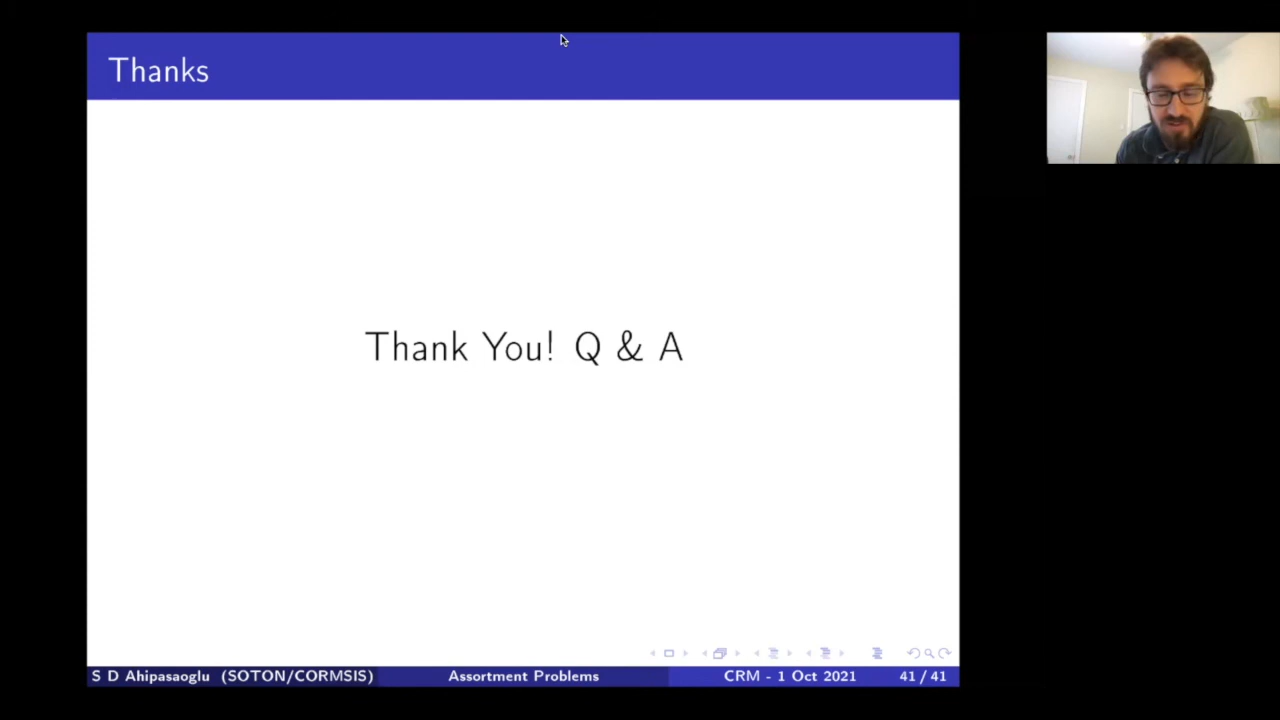 Thanks
Thank You! Q & A
S D Ahipasaoglu (SOTON/CORMSIS) Assortment Problems CRM - 1 Oct 2021 41 / 41